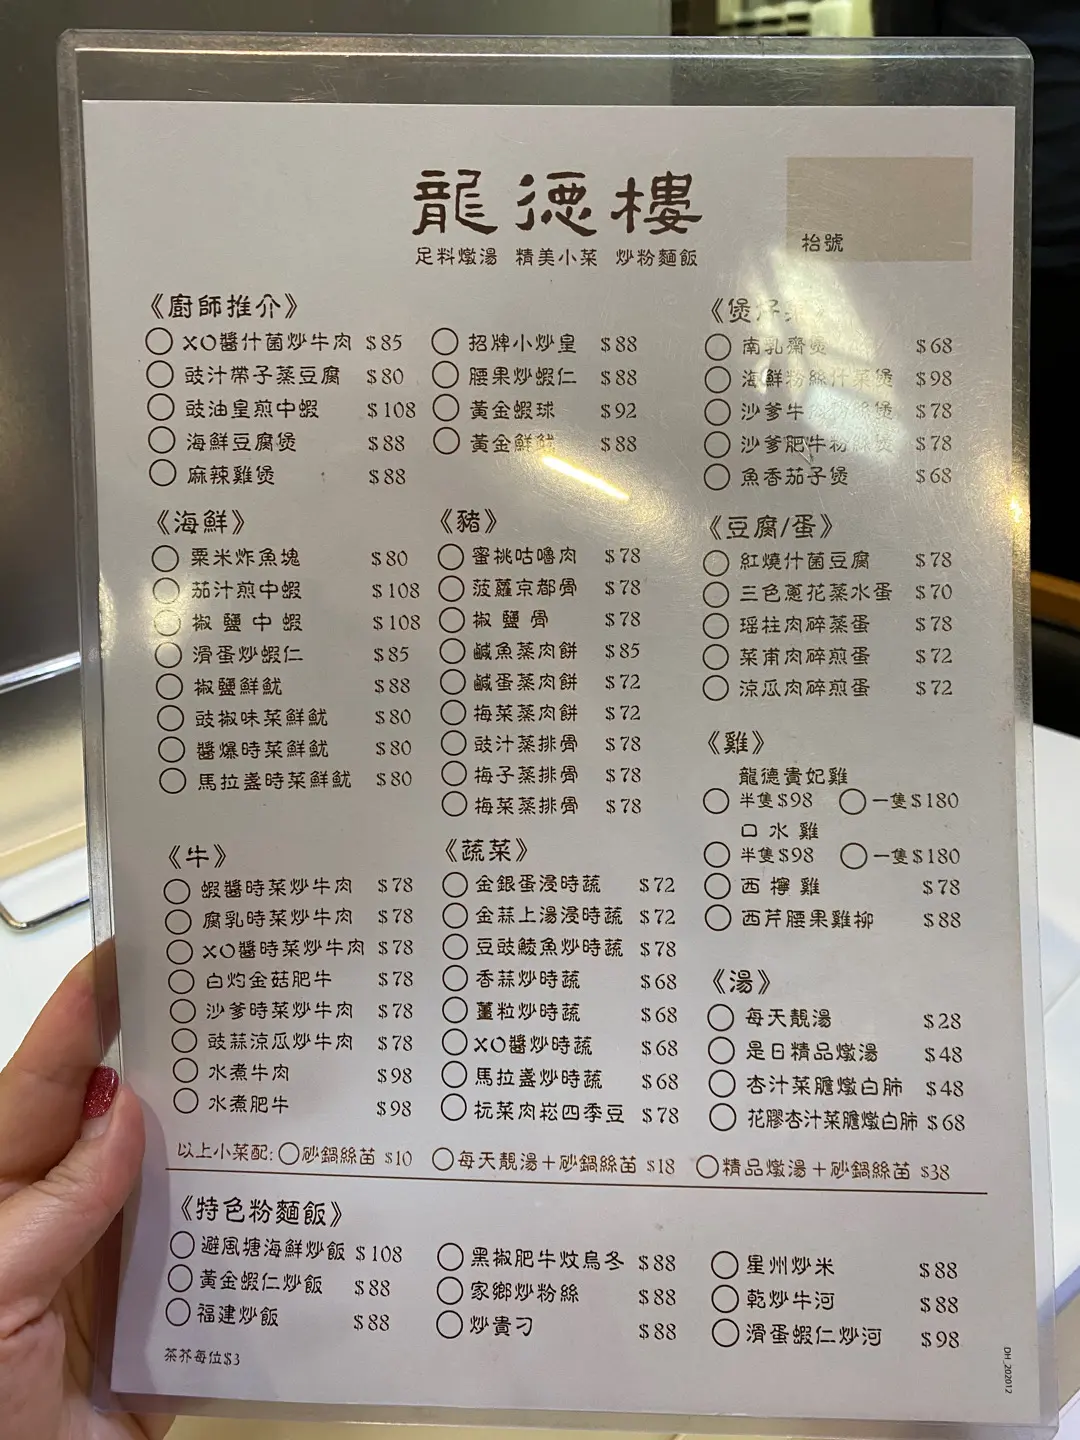 龍德樓
足料燉湯 精美小菜 炒粉麵飯
枱號
《廚師推介》
XO醬什菌炒牛肉 $85
豉汁帶子蒸豆腐 $80
豉油皇煎中蝦 $108
海鮮豆腐煲 $88
麻辣雞煲 $88
招牌小炒皇 $88
腰果炒蝦仁 $88
黃金蝦球 $92
黃金鮮魷 $88
《煲仔
南乳齋煲 $68
海鮮粉絲什菜煲 $98
沙爹牛 煲 $78
沙爹肥牛粉絲煲 $78
魚香茄子煲 $68
《海鮮》
粟米炸魚塊 $80
茄汁煎中蝦 $108
椒鹽中蝦 $108
滑蛋炒蝦仁 $85
椒鹽鮮魷 $88
豉椒味菜鮮魷 $80
醬爆時菜鮮魷 $80
馬拉盞時菜鮮魷 $80
《豬》
蜜桃咕嚕肉 $78
菠蘿京都骨 $78
椒鹽骨 $78
鹹魚蒸肉餅 $85
鹹蛋蒸肉餅 $72
梅菜蒸肉餅 $72
豉汁蒸排骨 $78
梅子蒸排骨 $78
梅菜蒸排骨 $78
《豆腐/蛋》
紅燒什菌豆腐 $78
三色蔥花蒸水蛋 $70
瑤柱肉碎蒸蛋 $78
菜甫肉碎煎蛋 $72
涼瓜肉碎煎蛋 $72
《雞》
龍德貴妃雞
半隻$98 一隻$180
口水雞
半隻$98 一隻$180
西檸雞 $78
西芹腰果雞柳 $88
《牛》
蝦醬時菜炒牛肉 $78
腐乳時菜炒牛肉 $78
XO醬時菜炒牛肉 $78
白灼金菇肥牛 $78
沙爹時菜炒牛肉 $78
豉蒜涼瓜炒牛肉 $78
水煮牛肉 $98
水煮肥牛 $98
《蔬菜》
金銀蛋浸時蔬 $72
金蒜上湯浸時蔬 $72
豆豉鯪魚炒時蔬 $78
香蒜炒時蔬 $68
薑粒炒時蔬 $68
XO醬炒時蔬 $68
馬拉盞炒時蔬 $68
杬菜肉崧四季豆 $78
《湯》
每天靚湯 $28
是日精品燉湯 $48
杏汁菜膽燉白肺 $48
花膠杏汁菜膽燉白肺 $68
以上小菜配: 砂鍋絲苗 $10 每天靚湯+砂鍋絲苗 $18 精品燉湯+砂鍋絲苗 $38
《特色粉麵飯》
避風塘海鮮炒飯 $108
黃金蝦仁炒飯 $88
福建炒飯 $88
黑椒肥牛炆烏冬 $88
家鄉炒粉絲 $88
炒貴刁 $88
星州炒米 $88
乾炒牛河 $88
滑蛋蝦仁炒河 $98
茶芥每位$3
DH_202012